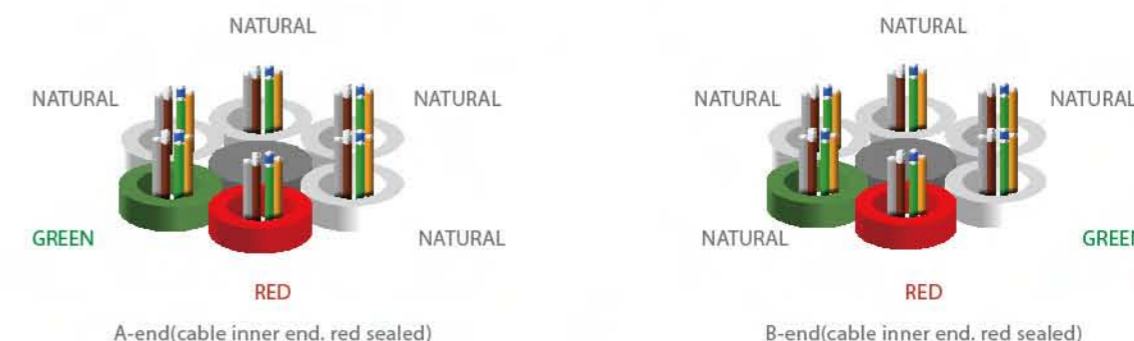 NATURAL
NATURAL
NATURAL
GREEN
NATURAL
RED
A-end(cable inner end. red sealed)
NATURAL
NATURAL
NATURAL
NATURAL
GREEN
RED
B-end(cable inner end. red sealed)